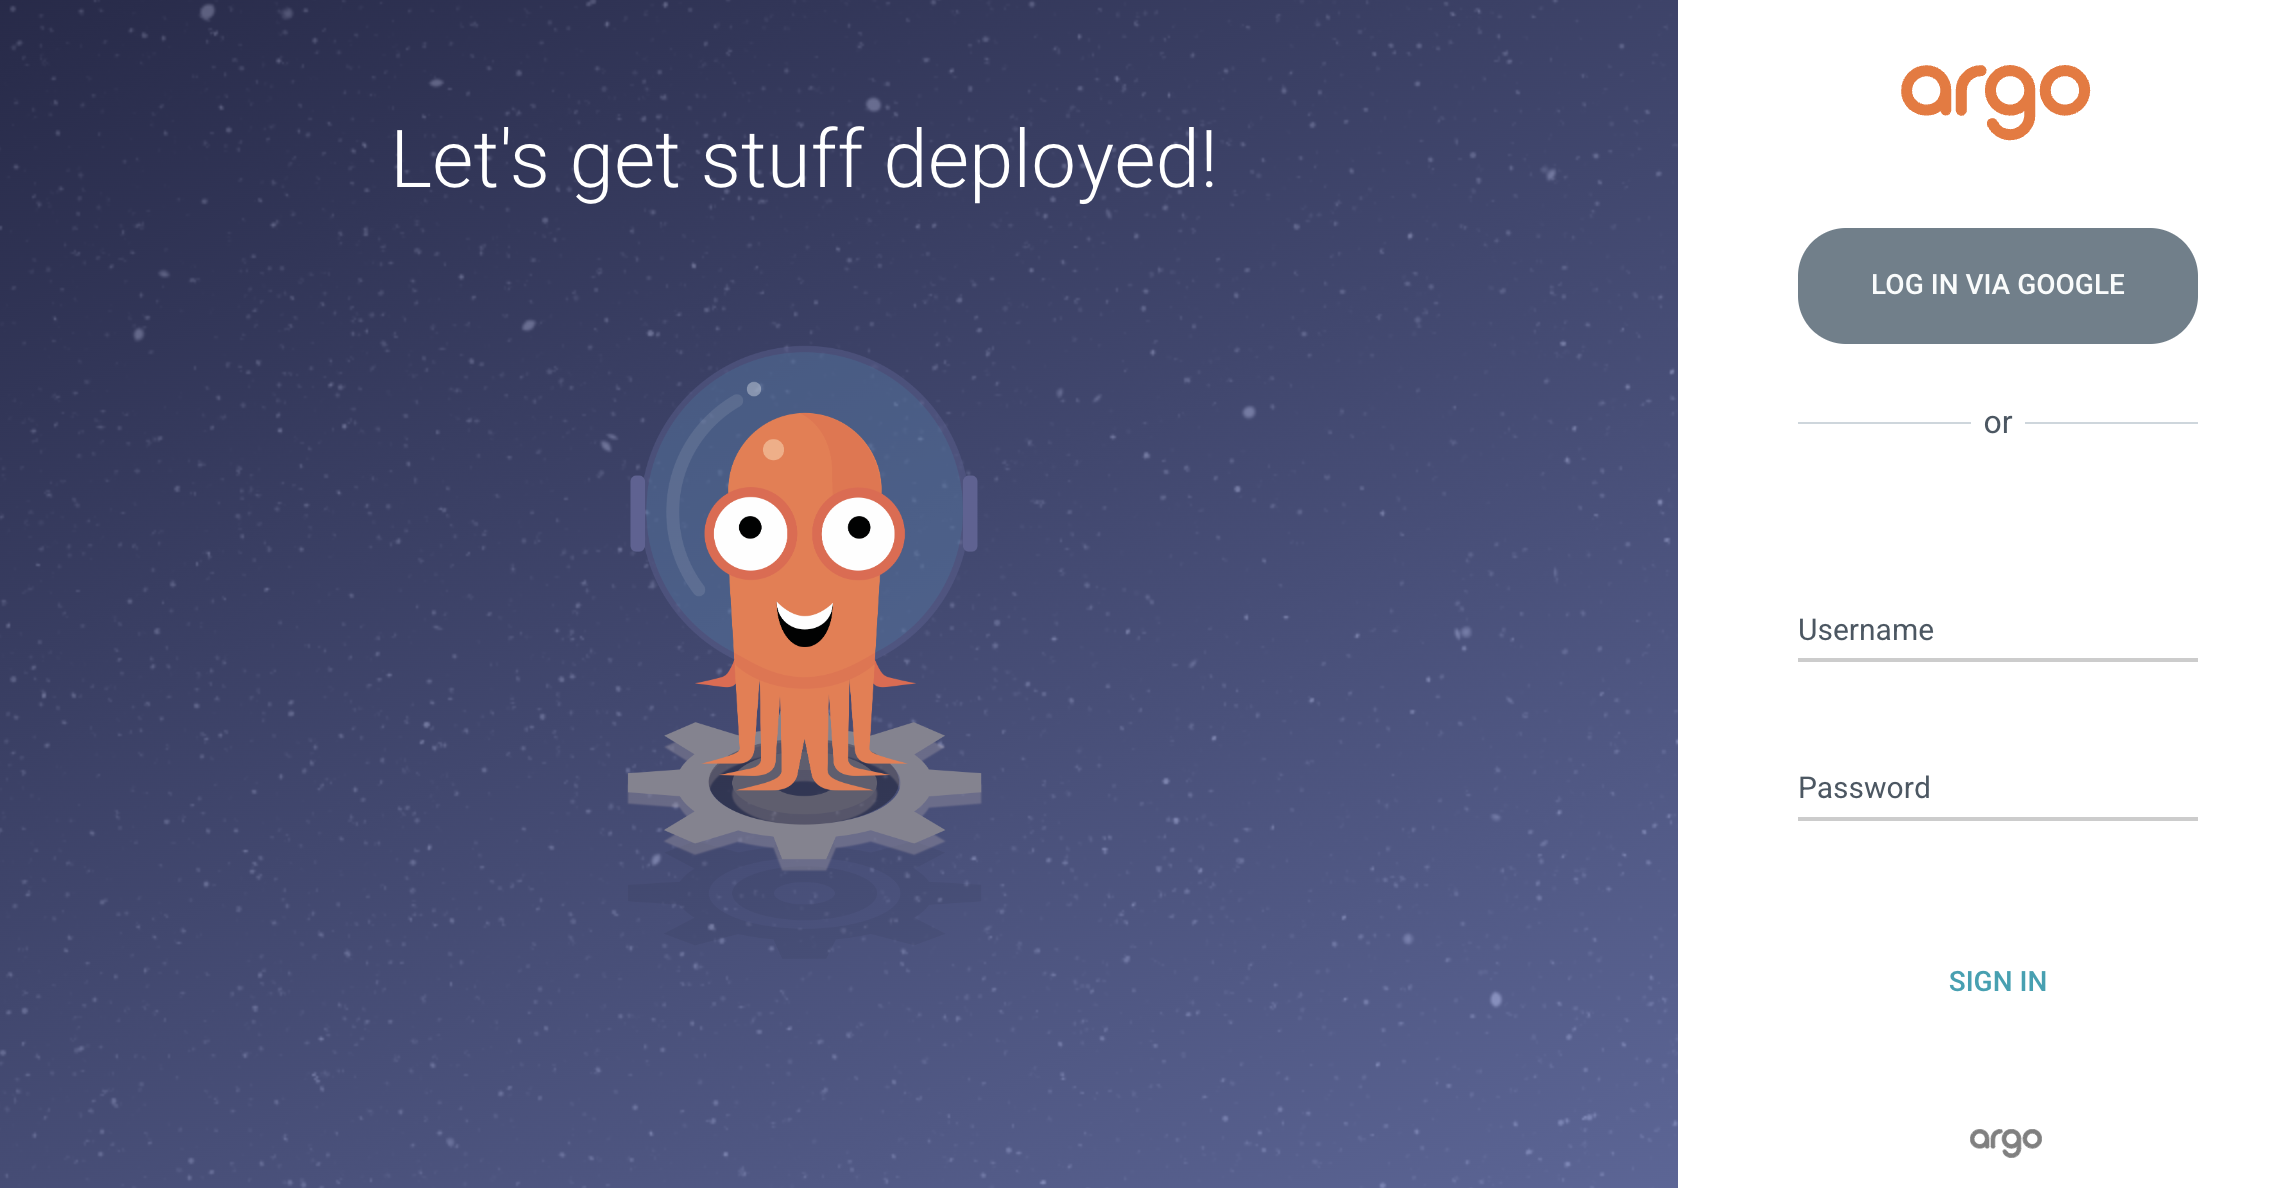 Let's get stuff deployed!
argo
LOG IN VIA GOOGLE
or
Username
Password
SIGN IN
argo